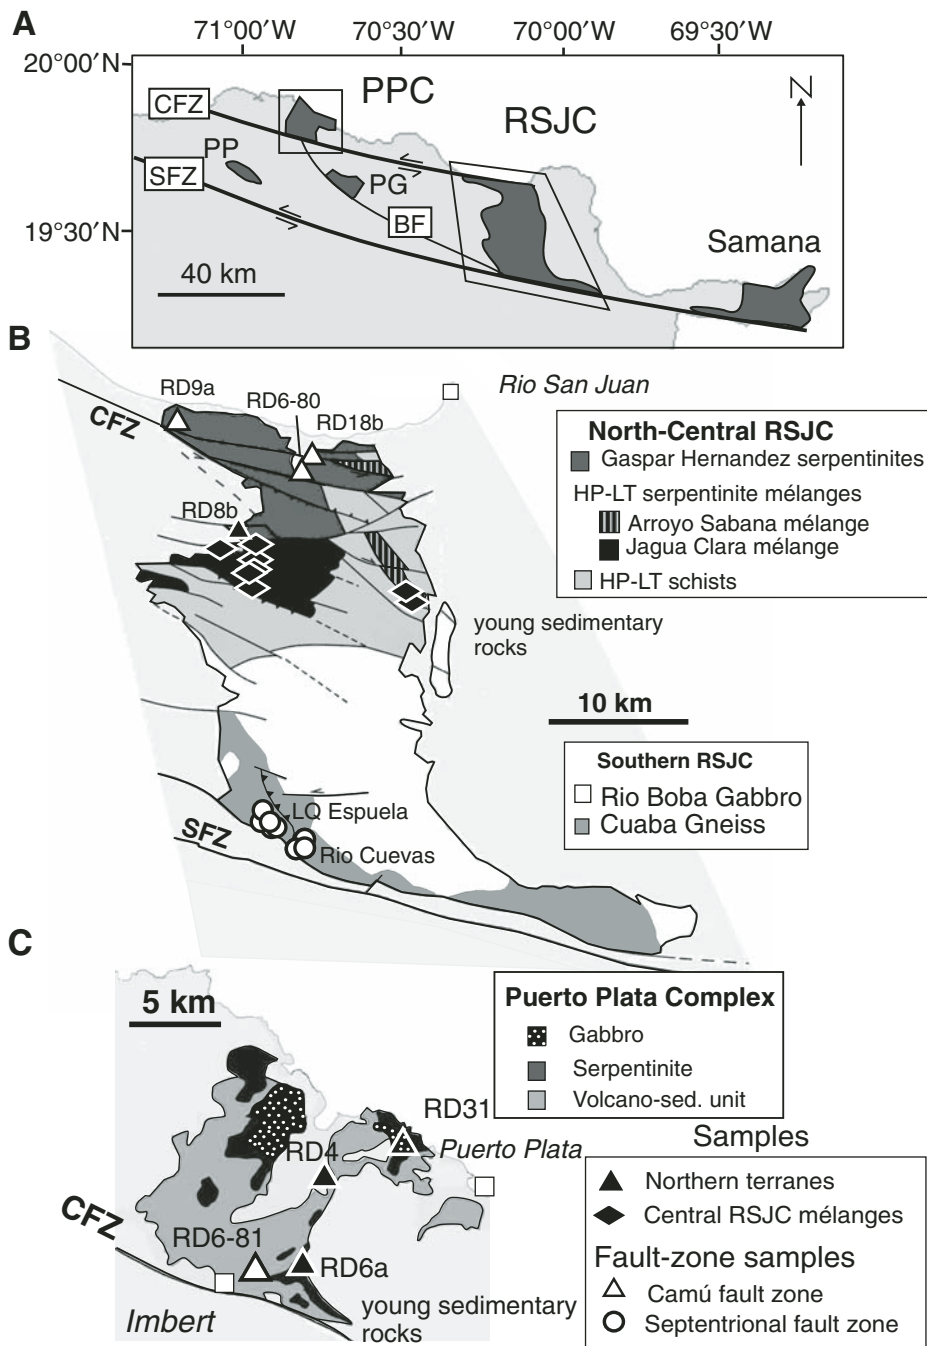 A
71°00′W 70°30′W 70°00′W 69°30′W
20°00′N
PPC
CFZ
RSJC
N
PP
SFZ
PG
BF
19°30′N
Samana
40 km
B
RD9a
Rio San Juan
RD6-80
CFZ
RD18b
North-Central RSJC
Gaspar Hernandez serpentinites
HP-LT serpentinite mélanges
RD8b
Arroyo Sabana mélange
Jagua Clara mélange
HP-LT schists
young sedimentary
rocks
10 km
Southern RSJC
Rio Boba Gabbro
LQ Espuela
Cuaba Gneiss
SFZ
Rio Cuevas
C
5 km
Puerto Plata Complex
Gabbro
Serpentinite
Volcano-sed. unit
RD31
Samples
RD4
Puerto Plata
Northern terranes
CFZ
Central RSJC mélanges
RD6-81
Fault-zone samples
RD6a
Camú fault zone
young sedimentary
rocks
Imbert
Septentrional fault zone